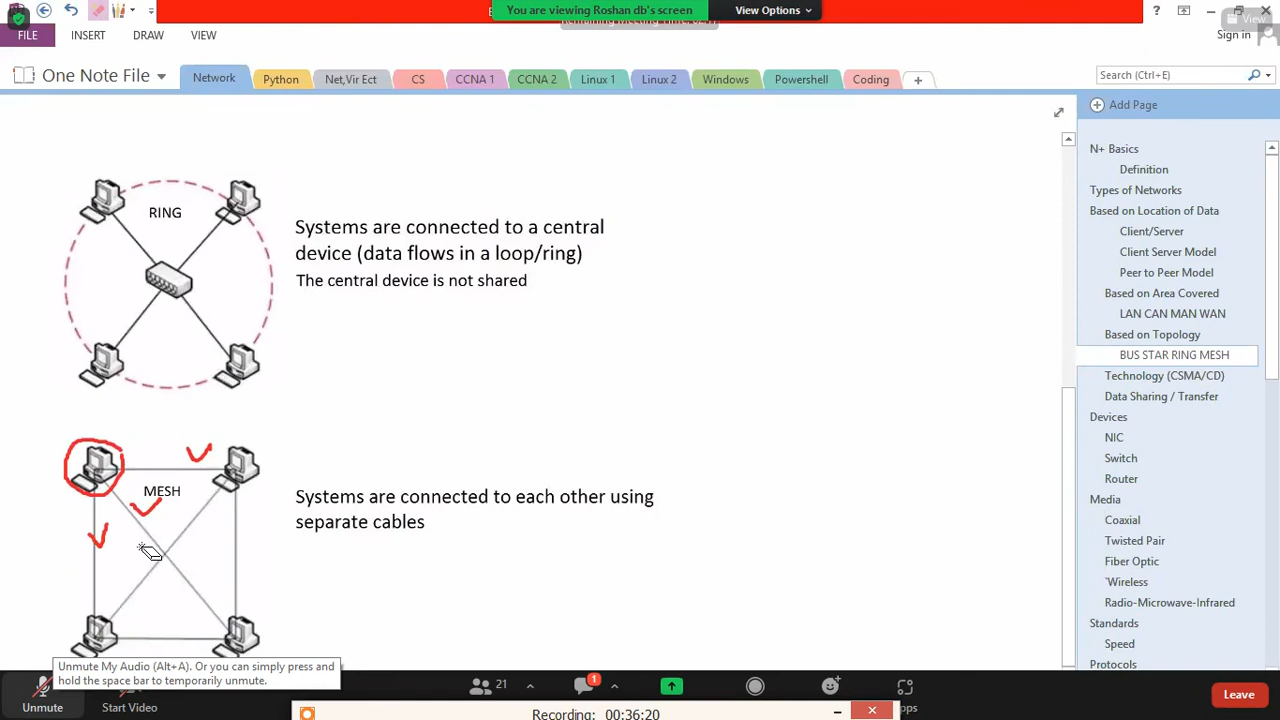 You are viewing Roshan db's screen
View Options
View
Sign in
FILE
INSERT
DRAW
VIEW
One Note File
Network
Python
Net,Vir Ect
CS
CCNA 1
CCNA 2
Linux 1
Linux 2
Windows
Powershell
Coding
Search (Ctrl+E)
Add Page
RING
Systems are connected to a central
device (data flows in a loop/ring)
The central device is not shared
MESH
Systems are connected to each other using
separate cables
N+ Basics
Definition
Types of Networks
Based on Location of Data
Client/Server
Client Server Model
Peer to Peer Model
Based on Area Covered
LAN CAN MAN WAN
Based on Topology
BUS STAR RING MESH
Technology (CSMA/CD)
Data Sharing / Transfer
Devices
NIC
Switch
Router
Media
Coaxial
Twisted Pair
Fiber Optic
`Wireless
Radio-Microwave-Infrared
Standards
Speed
Protocols
Unmute My Audio (Alt+A). Or you can simply press and
hold the space bar to temporarily unmute.
Unmute
Start Video
21
1
Leave
Recording: 00:36:20